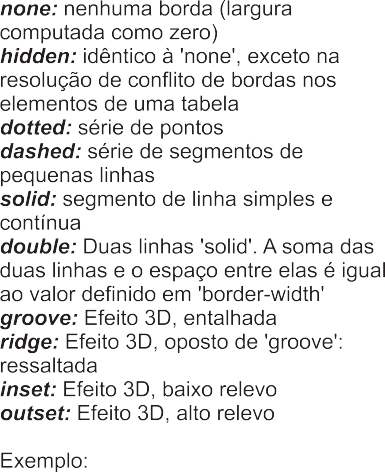 none: nenhuma borda (largura
computada como zero)
hidden: idêntico à 'none', exceto na
resolução de conflito de bordas nos
elementos de uma tabela
dotted: série de pontos
dashed: série de segmentos de
pequenas linhas
solid: segmento de linha simples e
contínua
double: Duas linhas 'solid'. A soma das
duas linhas e o espaço entre elas é igual
ao valor definido em 'border-width'
groove: Efeito 3D, entalhada
ridge: Efeito 3D, oposto de 'groove':
ressaltada
inset: Efeito 3D, baixo relevo
outset: Efeito 3D, alto relevo
Exemplo: